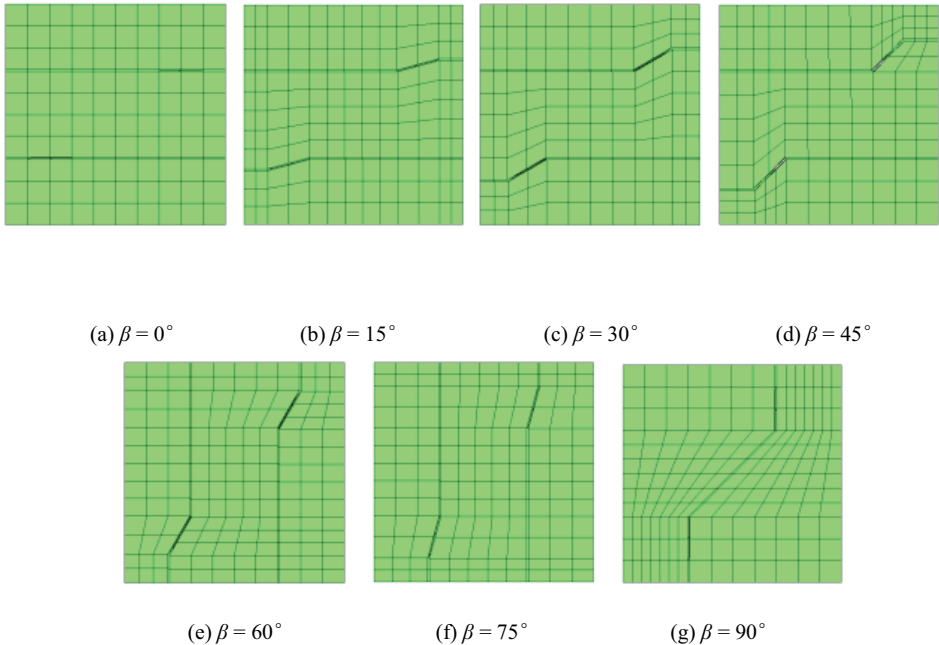 (a) β = 0°
(b) β = 15°
(c) β = 30°
(d) β = 45°
(e) β = 60°
(f) β = 75°
(g) β = 90°